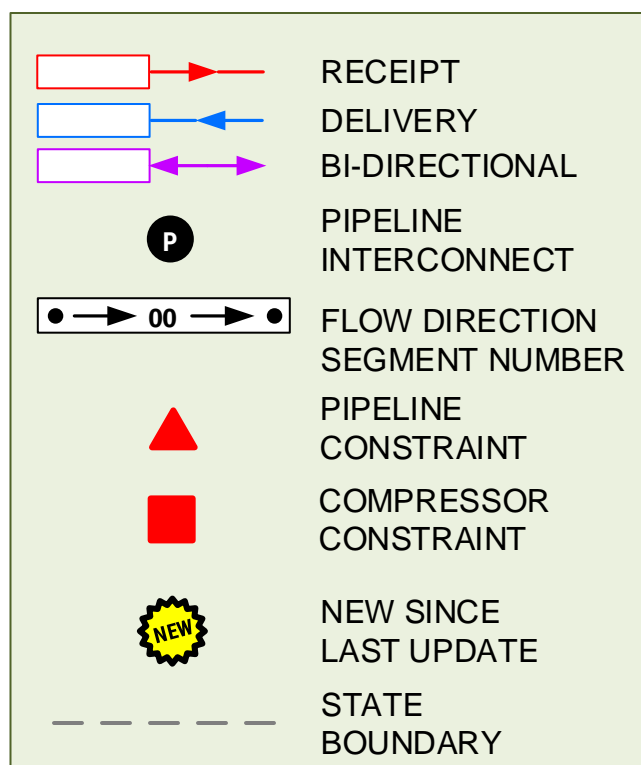 RECEIPT
DELIVERY
BI-DIRECTIONAL
P
PIPELINE
INTERCONNECT
00
FLOW DIRECTION
SEGMENT NUMBER
PIPELINE
CONSTRAINT
COMPRESSOR
CONSTRAINT
NEW
NEW SINCE
LAST UPDATE
STATE
BOUNDARY